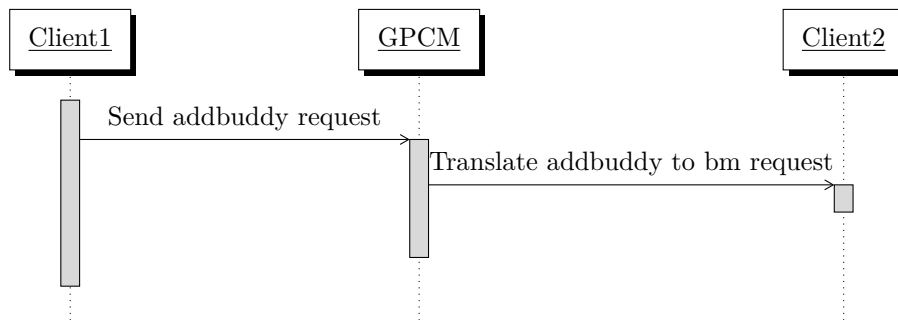 Client1
GPCM
Client2
Send addbuddy request
Translate addbuddy to bm request